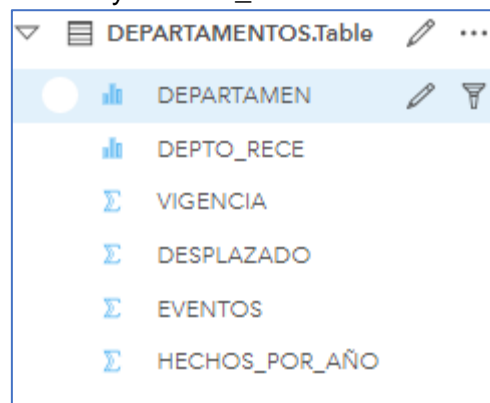 DEPARTAMENTOS.Table
DEPARTAMEN
DEPTO_RECE
VIGENCIA
DESPLAZADO
EVENTOS
HECHOS_POR_AÑO